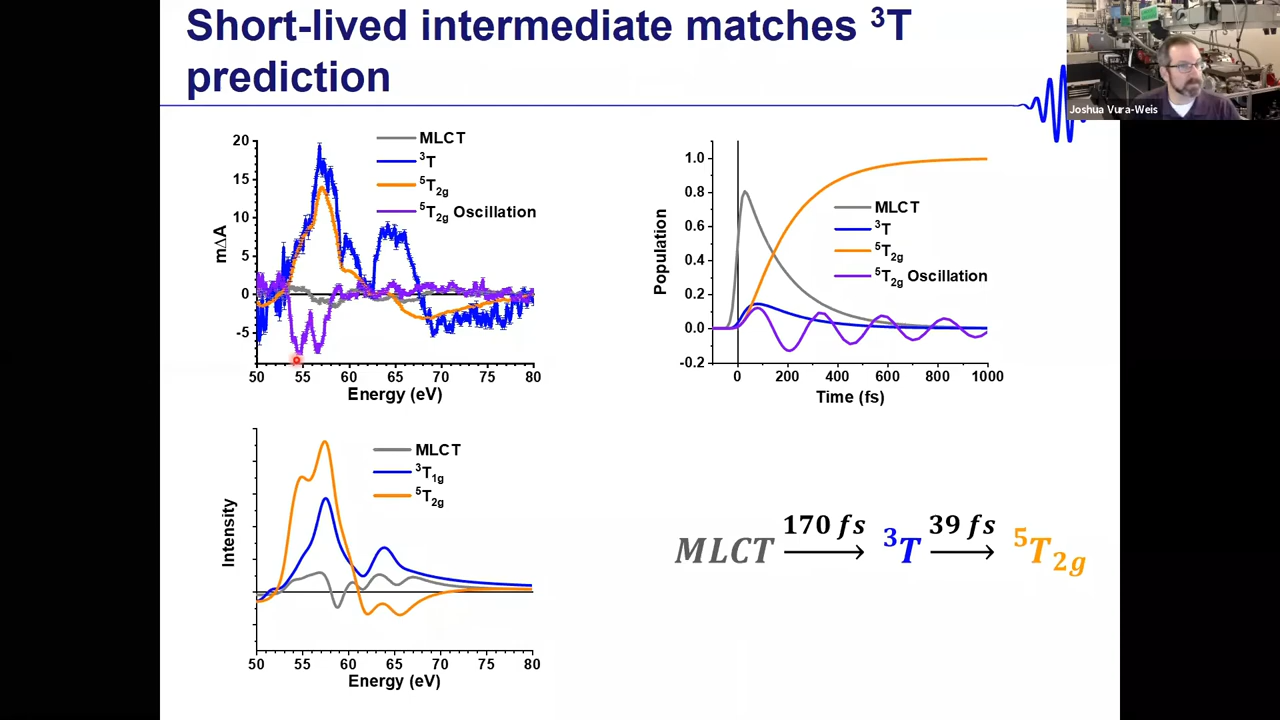 Short-lived intermediate matches ³T
prediction
Joshua Vura-Weis
20
15
10
5
0
-5
mΔA
MLCT
³T
⁵T₂g
⁵T₂g Oscillation
50 55 60 65 70 75 80
Energy (eV)
1.0
0.8
0.6
0.4
0.2
0.0
-0.2
Population
MLCT
³T
⁵T₂g
⁵T₂g Oscillation
0 200 400 600 800 1000
Time (fs)
Intensity
MLCT
³T₁g
⁵T₂g
50 55 60 65 70 75 80
Energy (eV)
170 fs 39 fs
MLCT → ³T → ⁵T₂g